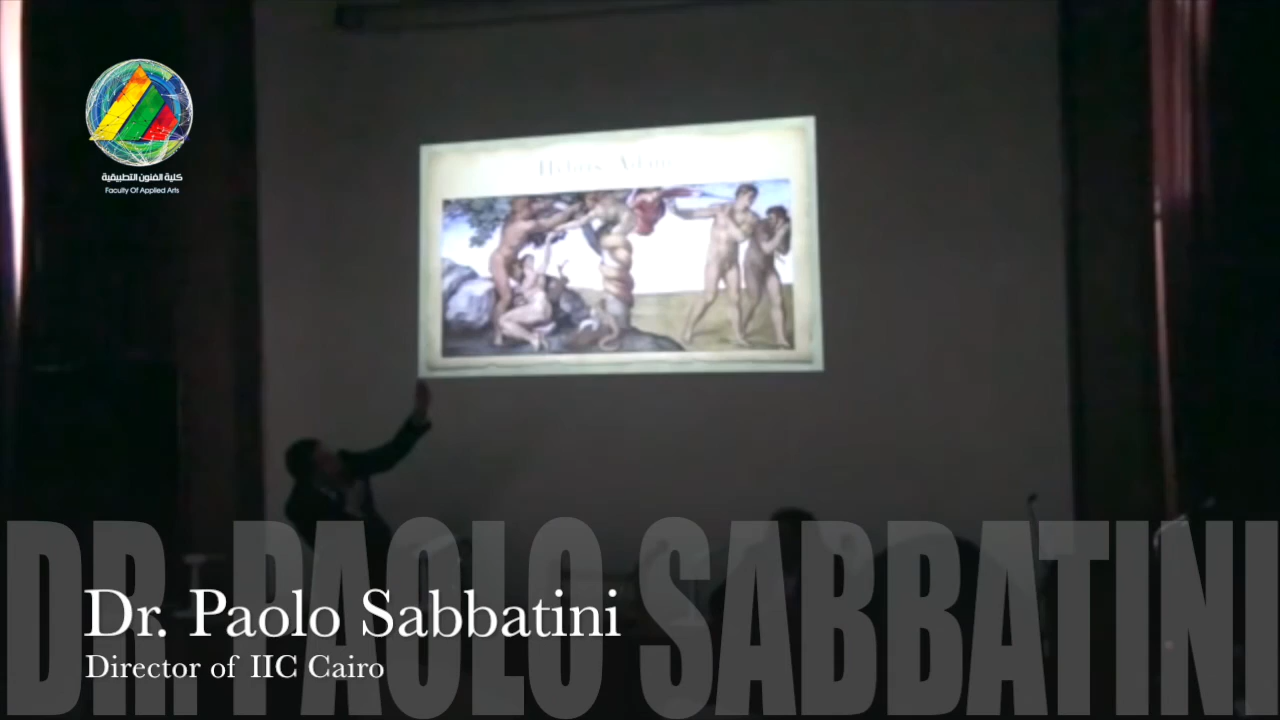 كلية الفنون التطبيقية
Faculty Of Applied Arts
DR. PAOLO SABBATINI
Dr. Paolo Sabbatini
Director of IIC Cairo